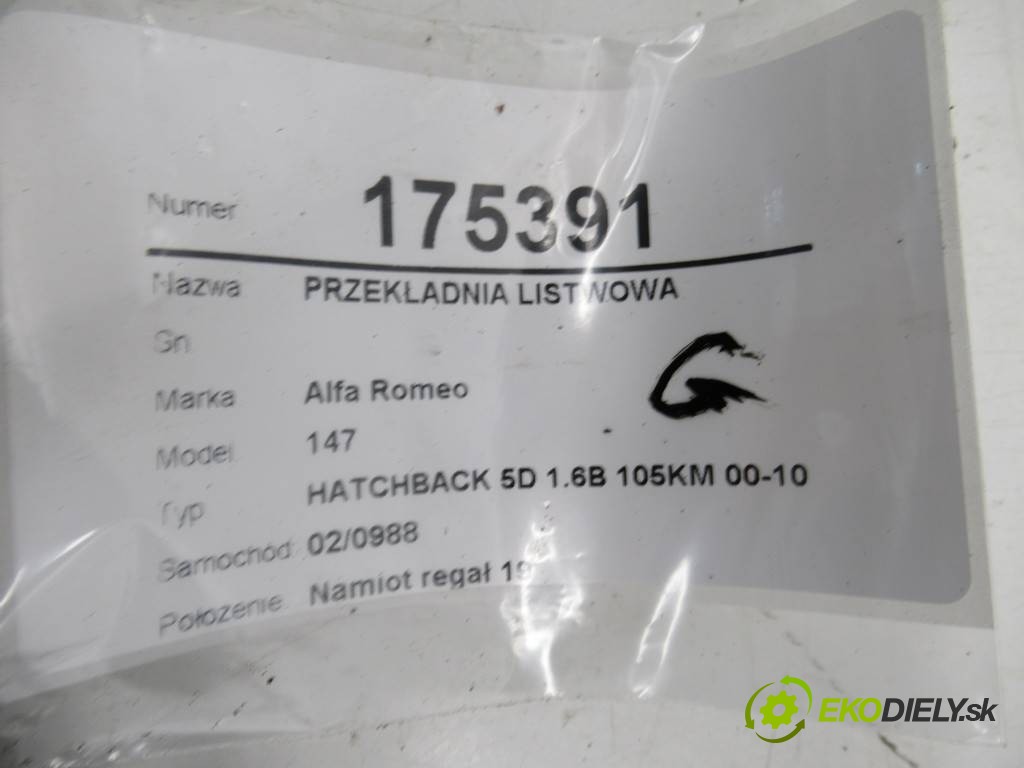 Numer 175391
Nazwa PRZEKŁADNIA LISTWOWA
Gn
Marka Alfa Romeo
Model 147
Typ HATCHBACK 5D 1.6B 105KM 00-10
Samochód 02/0988
Położenie Namiot regał 19
G
EKODIELY.sk